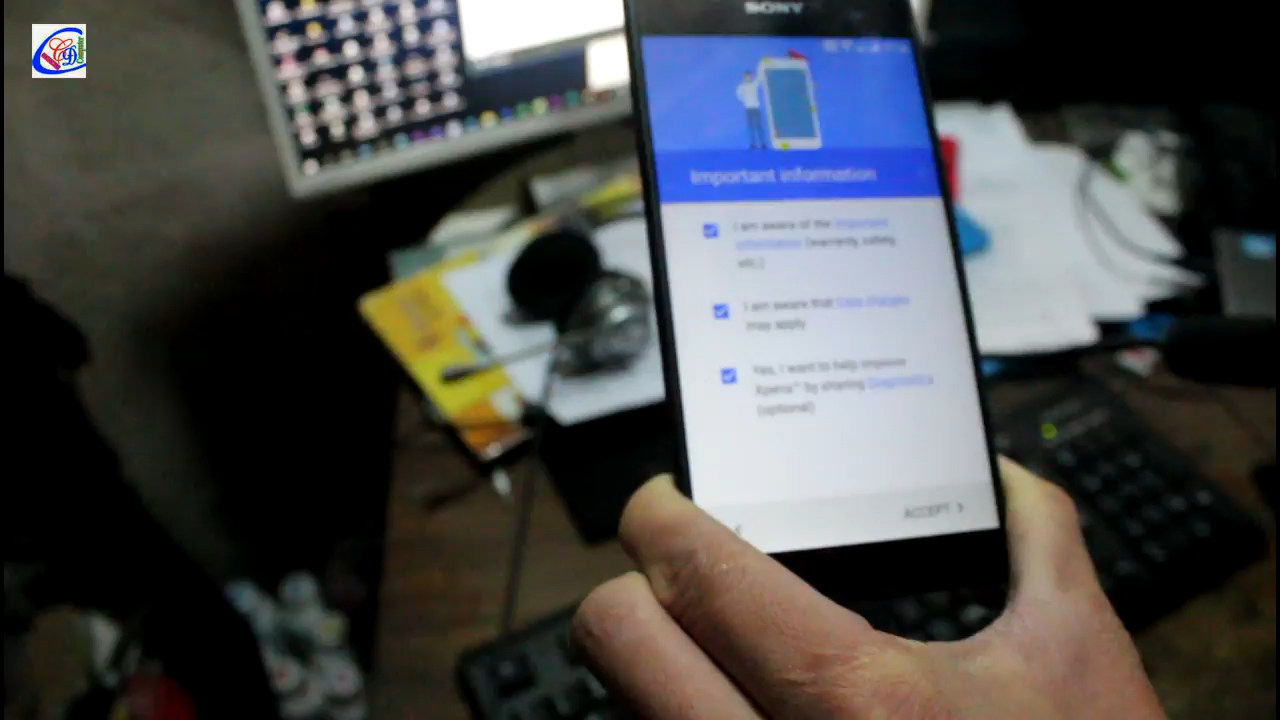 SONY
Important information
I am aware of the Important
information (warranty, safety,
etc.)
I am aware that Data charges
may apply
Yes, I want to help improve
Xperia™ by sharing Diagnostics
(optional)
ACCEPT